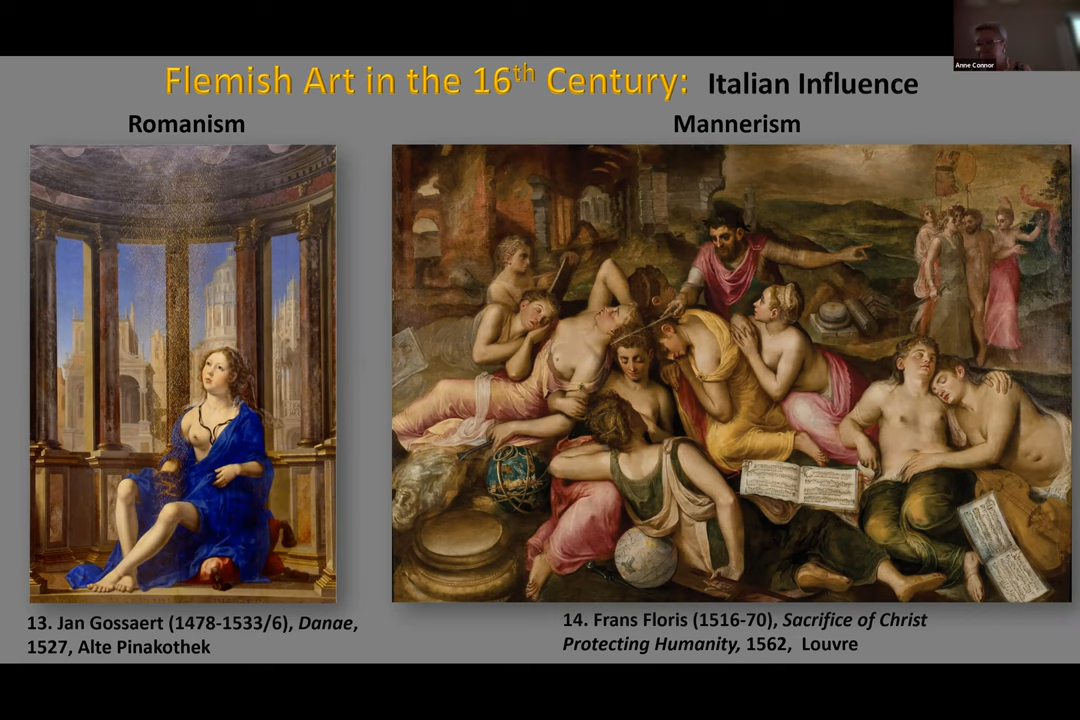 Anne Connor
Flemish Art in the 16th Century: Italian Influence
Romanism
Mannerism
13. Jan Gossaert (1478-1533/6), Danae,
1527, Alte Pinakothek
14. Frans Floris (1516-70), Sacrifice of Christ
Protecting Humanity, 1562, Louvre